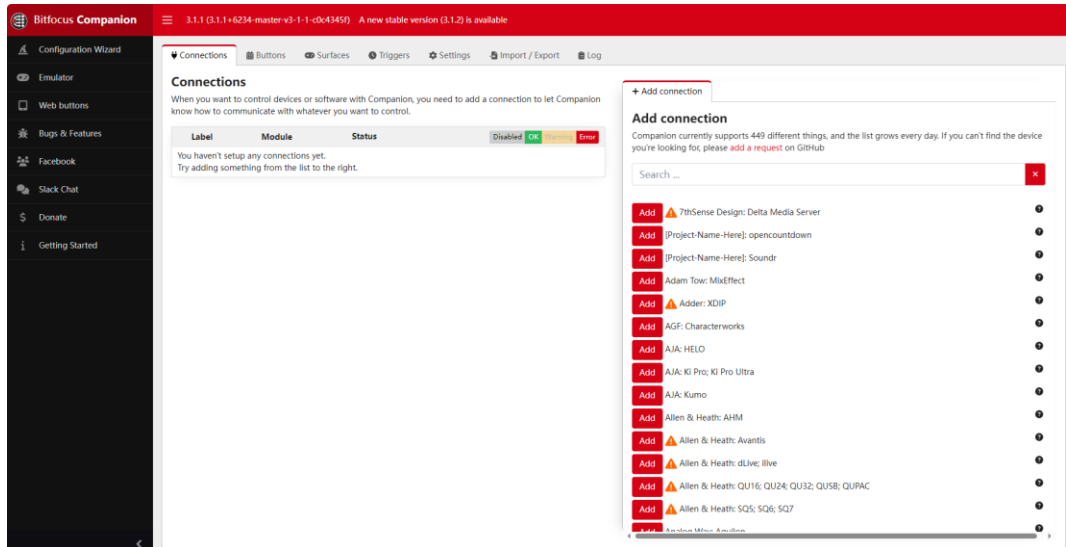 Bitfocus Companion
3.1.1 (3.1.1+6234-master-v3-1-1-c0c4345f) A new stable version (3.1.2) is available
Configuration Wizard
Emulator
Web buttons
Bugs & Features
Facebook
Slack Chat
$ Donate
i Getting Started
Connections Buttons Surfaces Triggers Settings Import / Export Log
Connections
When you want to control devices or software with Companion, you need to add a connection to let Companion
know how to communicate with whatever you want to control.
Label Module Status Disabled OK Warning Error
You haven't setup any connections yet.
Try adding something from the list to the right.
+ Add connection
Add connection
Companion currently supports 449 different things, and the list grows every day. If you can't find the device
you're looking for, please add a request on GitHub
Search ...
Add 7thSense Design: Delta Media Server
Add [Project-Name-Here]: opencountdown
Add [Project-Name-Here]: Soundr
Add Adam Tow: MixEffect
Add Adder: XDIP
Add AGF: Characterworks
Add AJA: HELO
Add AJA: Ki Pro; Ki Pro Ultra
Add AJA: Kumo
Add Allen & Heath: AHM
Add Allen & Heath: Avantis
Add Allen & Heath: dLive; ilive
Add Allen & Heath: QU16; QU24; QU32; QUSB; QUPAC
Add Allen & Heath: SQ5; SQ6; SQ7
Add Analog Way: Aquilon